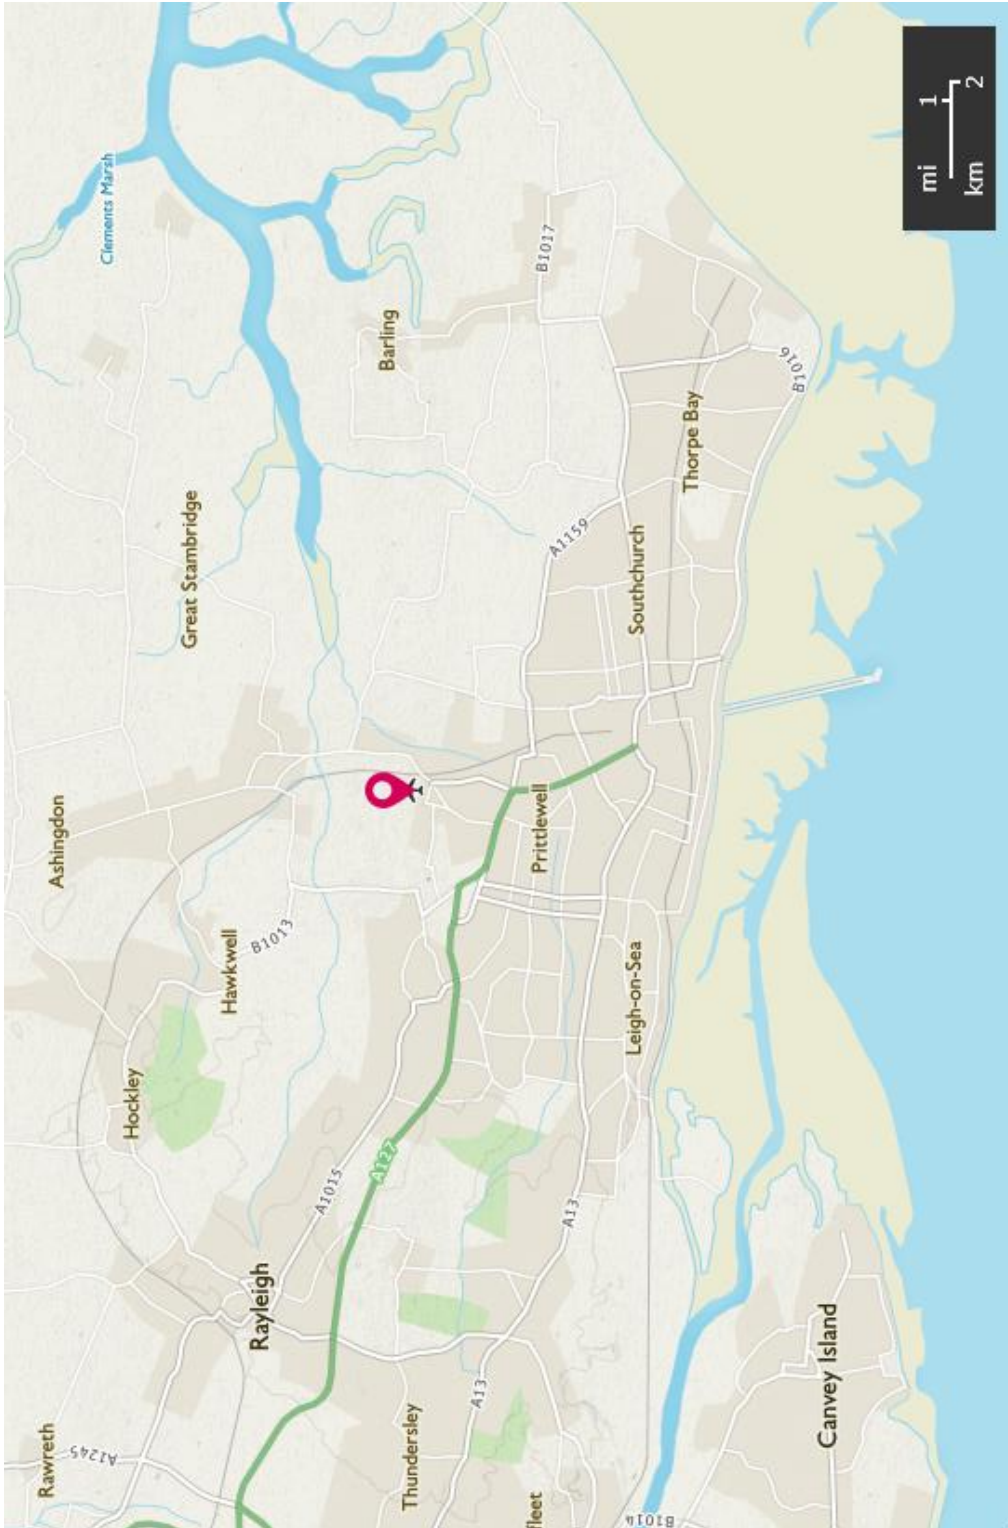 Rawreth
A1245
Ashingdon
Clements Marsh
Hockley
Great Stambridge
Hawkwell
B1013
Rayleigh
A1015
A127
Barling
Thundersley
A13
fleet
Prittlewell
A1159
B1017
A13
Leigh-on-Sea
Southchurch
Thorpe Bay
B1014
B1016
Canvey Island
mi 1
km 2